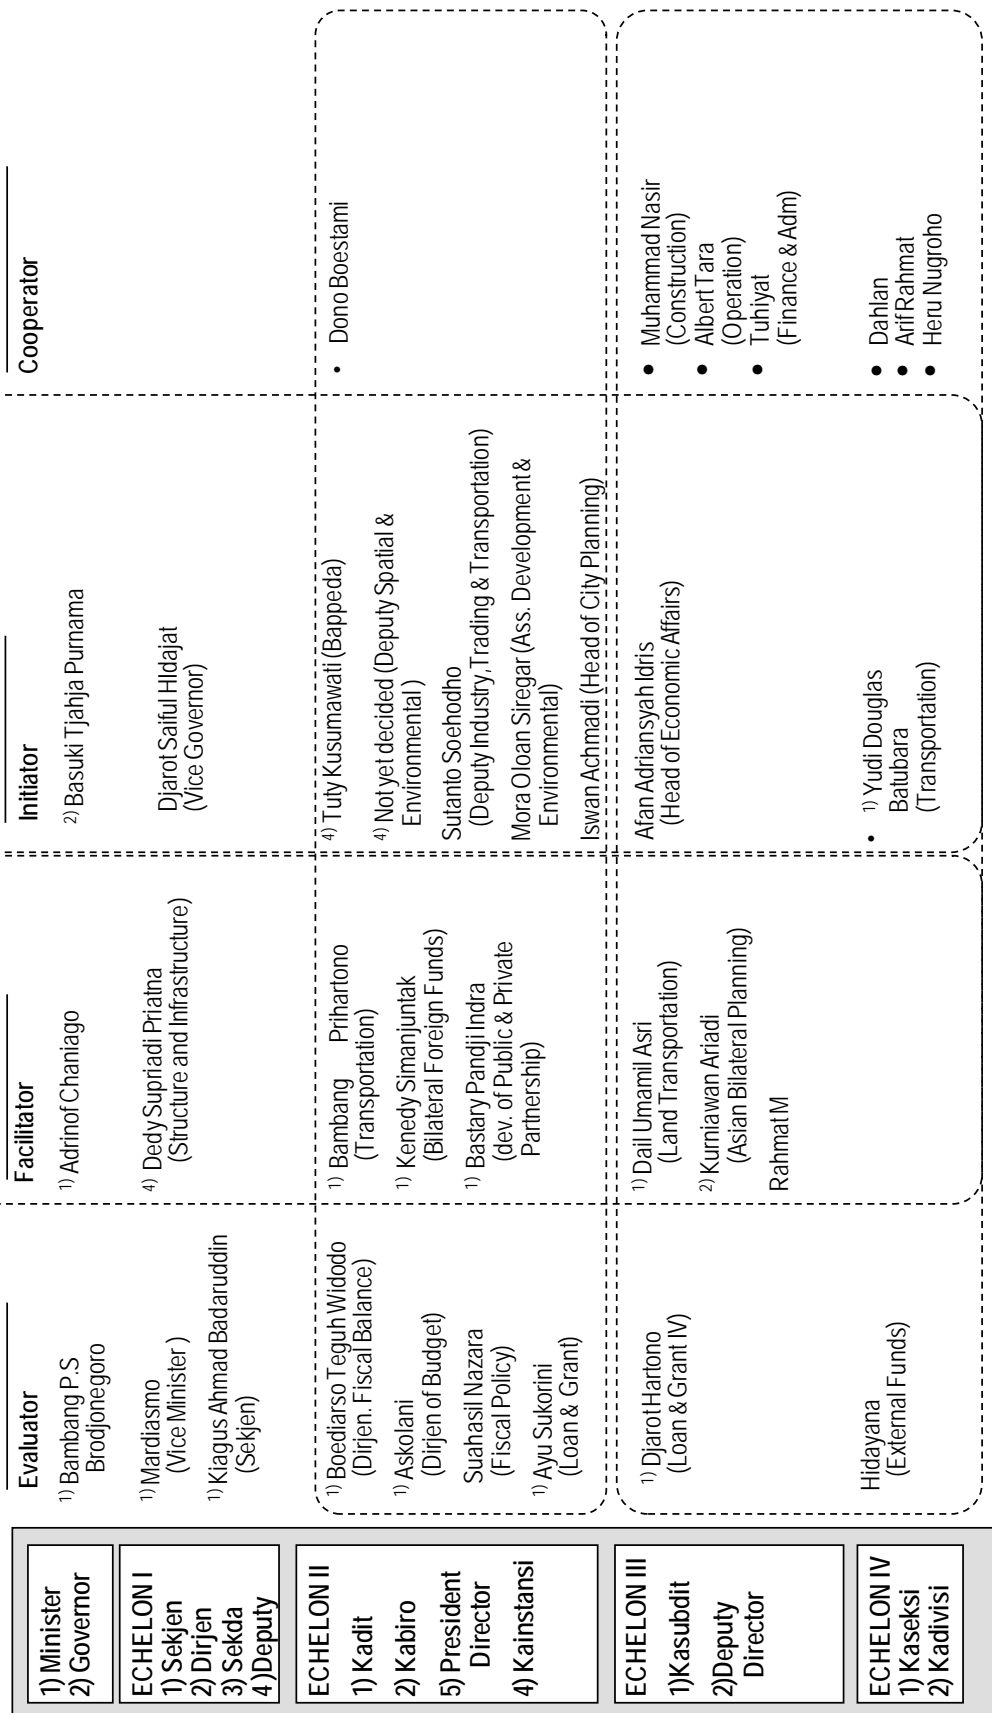 Evaluator
Facilitator
Initiator
Cooperator
1) Minister
2) Governor
1) Bambang P.S
Brodjonegoro
1) Adrinof Chaniago
2) Basuki Tjahja Purnama
ECHELON I
1) Sekjen
2) Dirjen
3) Sekda
4)Deputy
1) Mardiasmo
(Vice Minister )
1) Kiagus Ahmad Badaruddin
(Sekjen)
4) Dedy Supriadi Priatna
(Structure and Infrastructure)
Djarot Saiful HIdajat
(Vice Governor)
ECHELON II
1) Kadit
2) Kabiro
5) President
Director
4) Kainstansi
1) Boediarso Teguh Widodo
(Dirjen. Fiscal Balance)
1) Askolani
(Dirjen of Budget)
Suahasil Nazara
(Fiscal Policy)
1) Ayu Sukorini
(Loan & Grant)
1) Bambang Prihartono
(Transportation)
1) Kenedy Simanjuntak
(Bilateral Foreign Funds)
1) Bastary Pandji Indra
(dev. of Public & Private
Partnership)
4) Tuty Kusumawati (Bappeda)
4) Not yet decided (Deputy Spatial &
Environmental )
Sutanto Soehodho
(Deputy Industry, Trading & Transportation)
Mora Oloan Siregar (Ass. Development &
Environmental)
Iswan Achmadi (Head of City Planning)
• Dono Boestami
ECHELON III
1)Kasubdit
2)Deputy
Director
1) Djarot Hartono
(Loan & Grant IV)
1) Dail Umamil Asri
(Land Transportation)
2) Kurniawan Ariadi
(Asian Bilateral Planning)
Rahmat M
Afan Adriansyah Idris
(Head of Economic Affairs)
• Muhammad Nasir
(Construction)
• Albert Tara
(Operation)
• Tuhiyat
(Finance & Adm)
ECHELON IV
1) Kaseksi
2) Kadivisi
Hidayana
(External Funds)
• 1) Yudi Douglas
Batubara
(Transportation)
• Dahlan
• Arif Rahmat
• Heru Nugroho